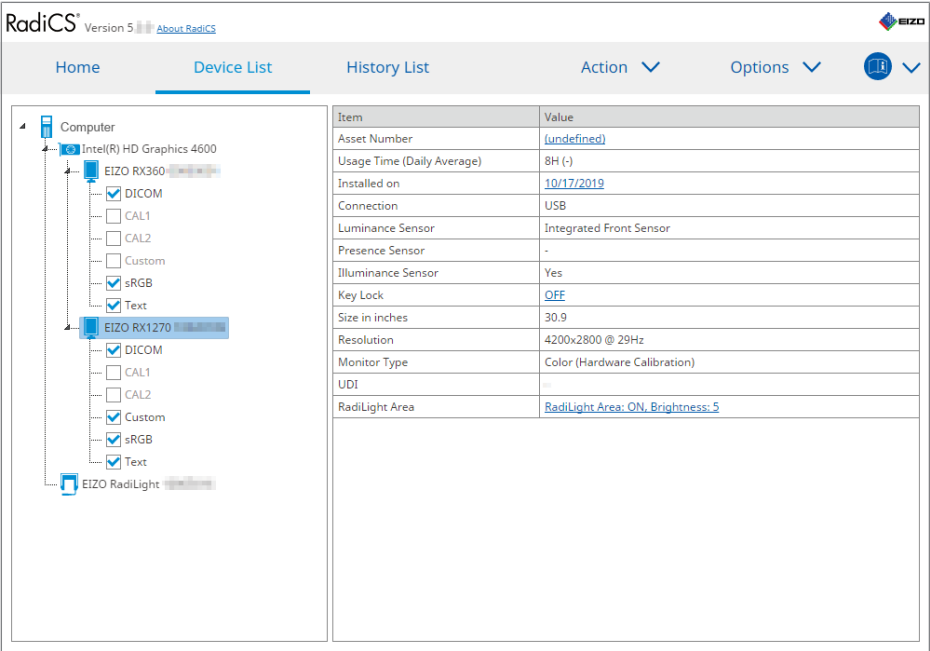 RadiCS® Version 5. About RadiCS EIZO
Home Device List History List Action Options
Computer
Intel(R) HD Graphics 4600
EIZO RX360
DICOM
CAL1
CAL2
Custom
sRGB
Text
EIZO RX1270
DICOM
CAL1
CAL2
Custom
sRGB
Text
EIZO RadiLight
Item Value
Asset Number (undefined)
Usage Time (Daily Average) 8H (-)
Installed on 10/17/2019
Connection USB
Luminance Sensor Integrated Front Sensor
Presence Sensor -
Illuminance Sensor Yes
Key Lock OFF
Size in inches 30.9
Resolution 4200x2800 @ 29Hz
Monitor Type Color (Hardware Calibration)
UDI
RadiLight Area RadiLight Area: ON, Brightness: 5